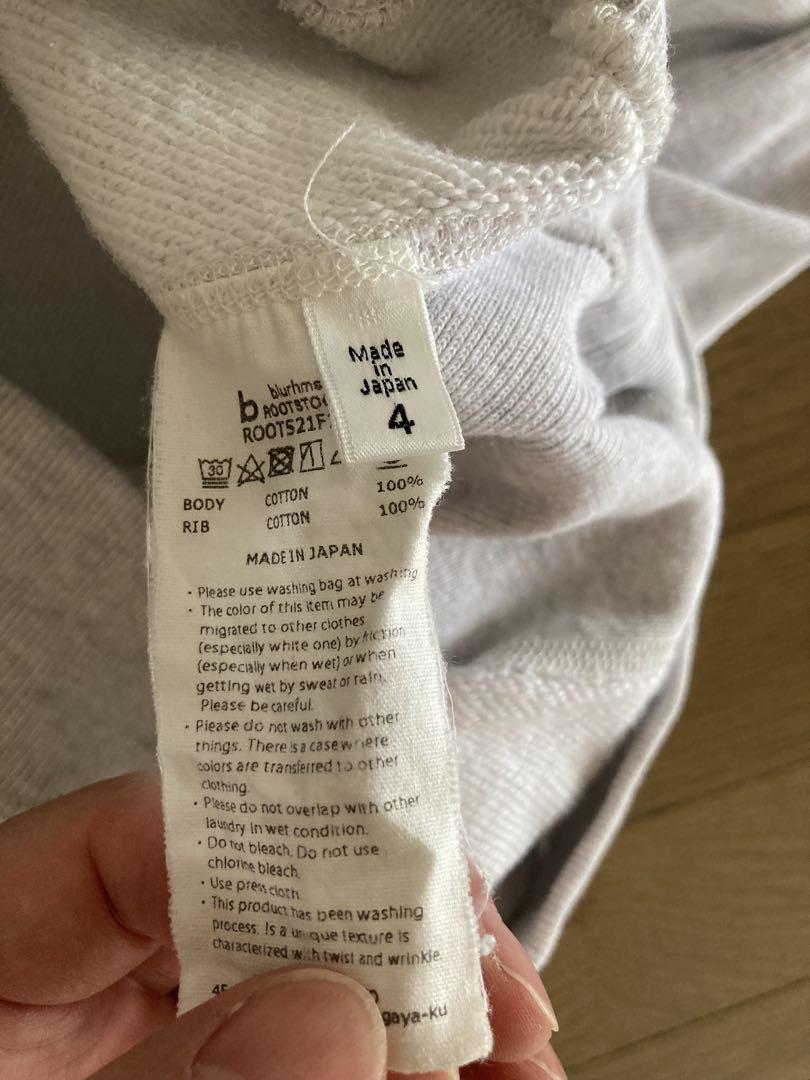 Made
in
Japan
4
b blurhms
ROOTSTO
ROOTS21F
30
BODY COTTON 100%
RIB COTTON 100%
MADE IN JAPAN
・Please use washing bag at washing
・The color of this item may be
migrated to other clothes
(especially white one) by friction
(especially when wet) or when
getting wet by sweat or rain.
Please be careful.
・Please do not wash with other
things. There is a case where
colors are transferred to other
clothing.
・Please do not overlap with other
laundry in wet condition.
・Do not bleach. Do not use
chlorine bleach.
・Use press cloth
・This product has been washing
process. Is a unique texture is
characterized with twist and wrinkle
gaya-ku